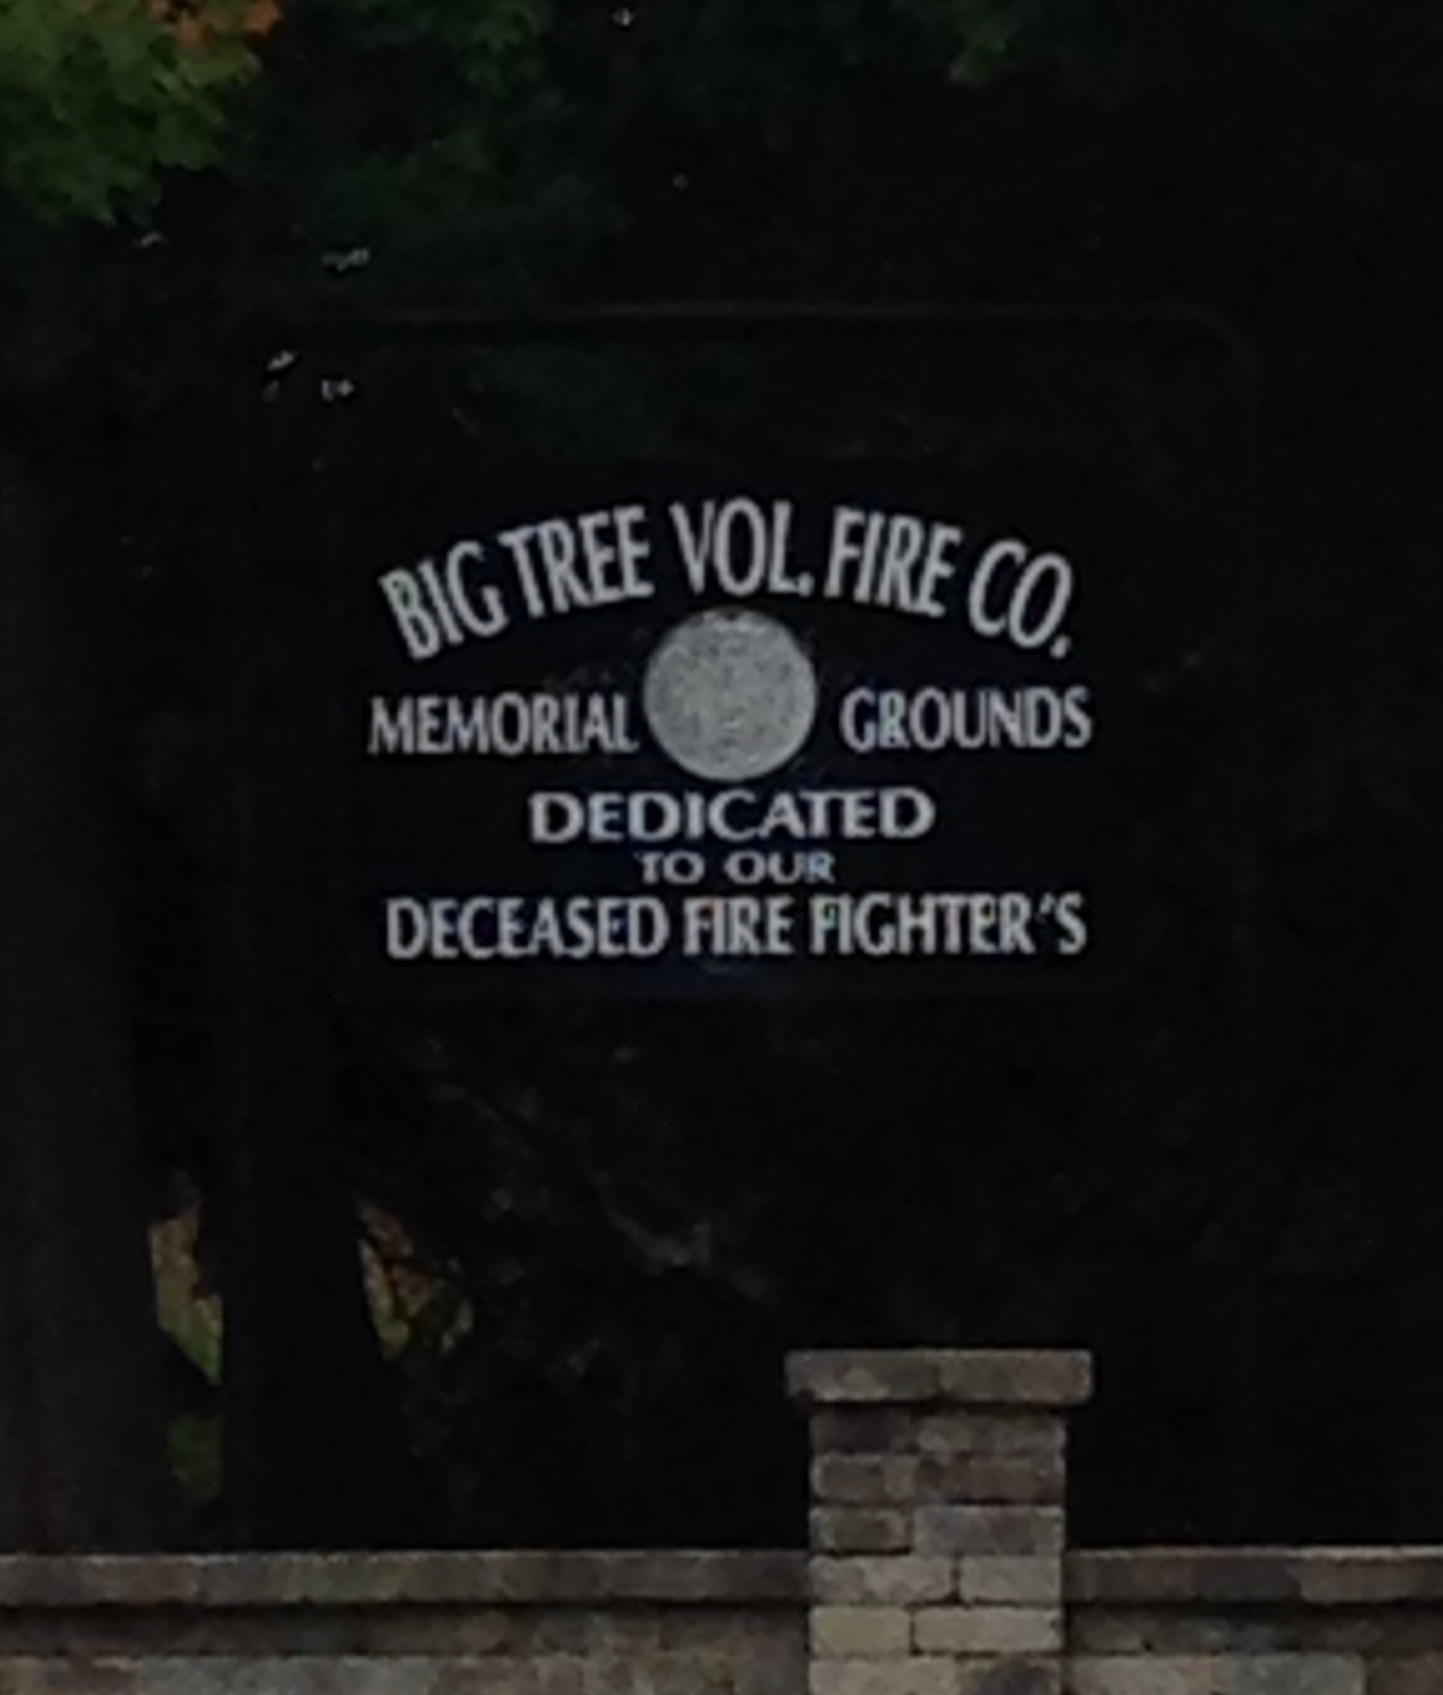 BIG TREE VOL. FIRE CO.
MEMORIAL GROUNDS
DEDICATED
TO OUR
DECEASED FIRE FIGHTER'S